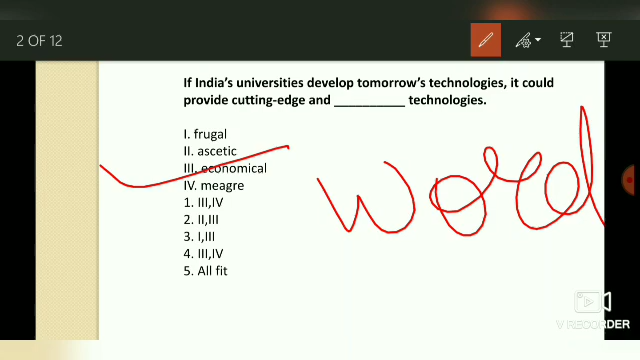 2 OF 12
If India's universities develop tomorrow's technologies, it could
provide cutting-edge and __________ technologies.
I. frugal
II. ascetic
III. economical
IV. meagre
1. III,IV
2. II,III
3. I,III
4. III,IV
5. All fit
word
V RECORDER